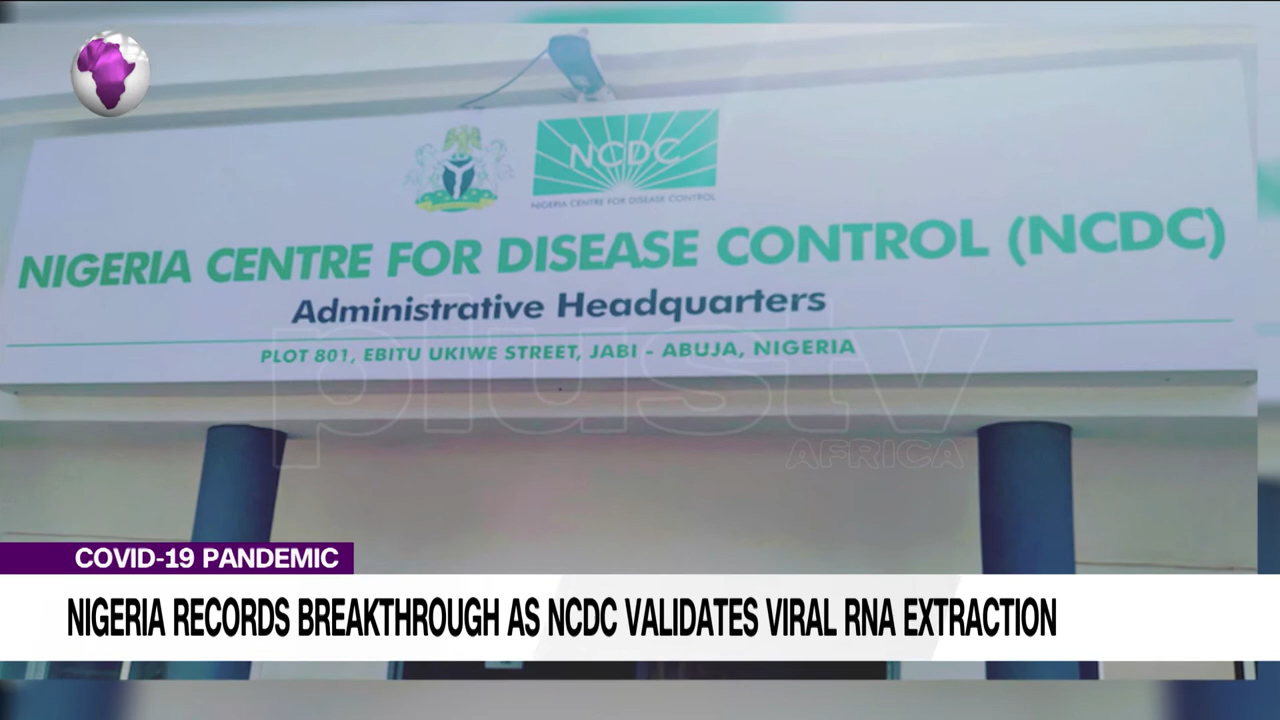 NCDC
NIGERIA CENTRE FOR DISEASE CONTROL
NIGERIA CENTRE FOR DISEASE CONTROL (NCDC)
Administrative Headquarters
PLOT 801, EBITU UKIWE STREET, JABI - ABUJA, NIGERIA
plustv
AFRICA
COVID-19 PANDEMIC
NIGERIA RECORDS BREAKTHROUGH AS NCDC VALIDATES VIRAL RNA EXTRACTION